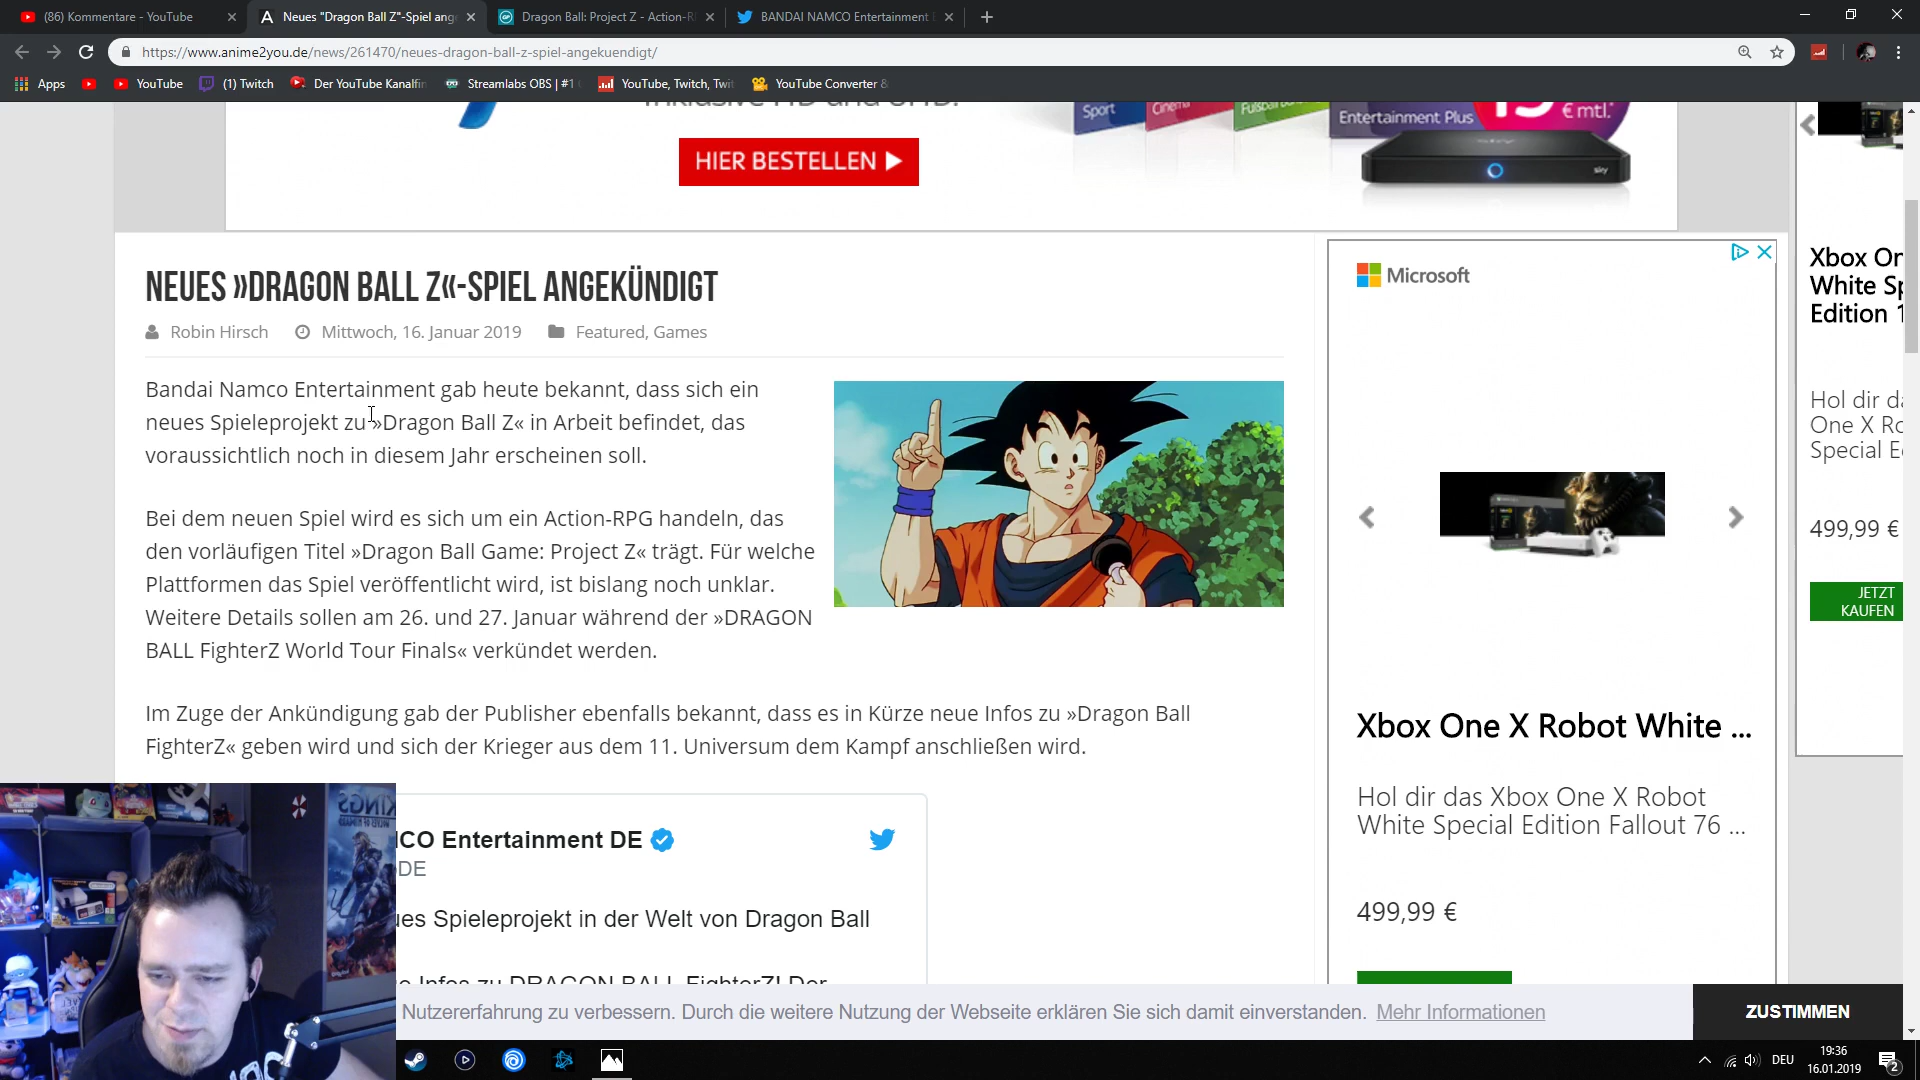 (86) Kommentare - YouTube
Neues "Dragon Ball Z"-Spiel ang
Dragon Ball: Project Z - Action-R
BANDAI NAMCO Entertainment
https://www.anime2you.de/news/261470/neues-dragon-ball-z-spiel-angekuendigt/
Apps
YouTube
(1) Twitch
Der YouTube Kanalfin
Streamlabs OBS | #1
YouTube, Twitch, Twit
YouTube Converter &
Inklusive HD und UHD.
HIER BESTELLEN
Sport
Cinema
Entertainment Plus
€ mtl.*
sky
NEUES »DRAGON BALL Z«-SPIEL ANGEKÜNDIGT
Robin Hirsch
Mittwoch, 16. Januar 2019
Featured, Games
Bandai Namco Entertainment gab heute bekannt, dass sich ein
neues Spieleprojekt zu »Dragon Ball Z« in Arbeit befindet, das
voraussichtlich noch in diesem Jahr erscheinen soll.
Bei dem neuen Spiel wird es sich um ein Action-RPG handeln, das
den vorläufigen Titel »Dragon Ball Game: Project Z« trägt. Für welche
Plattformen das Spiel veröffentlicht wird, ist bislang noch unklar.
Weitere Details sollen am 26. und 27. Januar während der »DRAGON
BALL FighterZ World Tour Finals« verkündet werden.
Im Zuge der Ankündigung gab der Publisher ebenfalls bekannt, dass es in Kürze neue Infos zu »Dragon Ball
FighterZ« geben wird und sich der Krieger aus dem 11. Universum dem Kampf anschließen wird.
MCO Entertainment DE
DE
ues Spieleprojekt in der Welt von Dragon Ball
e Infos zu DRAGON BALL FighterZ! Der
Microsoft
Xbox One X Robot White ...
Hol dir das Xbox One X Robot
White Special Edition Fallout 76 ...
499,99 €
Xbox On
White Sp
Edition 1
Hol dir da
One X Ro
Special E
499,99 €
JETZT
KAUFEN
Nutzererfahrung zu verbessern. Durch die weitere Nutzung der Webseite erklären Sie sich damit einverstanden. Mehr Informationen
ZUSTIMMEN
DEU
19:36
16.01.2019
2